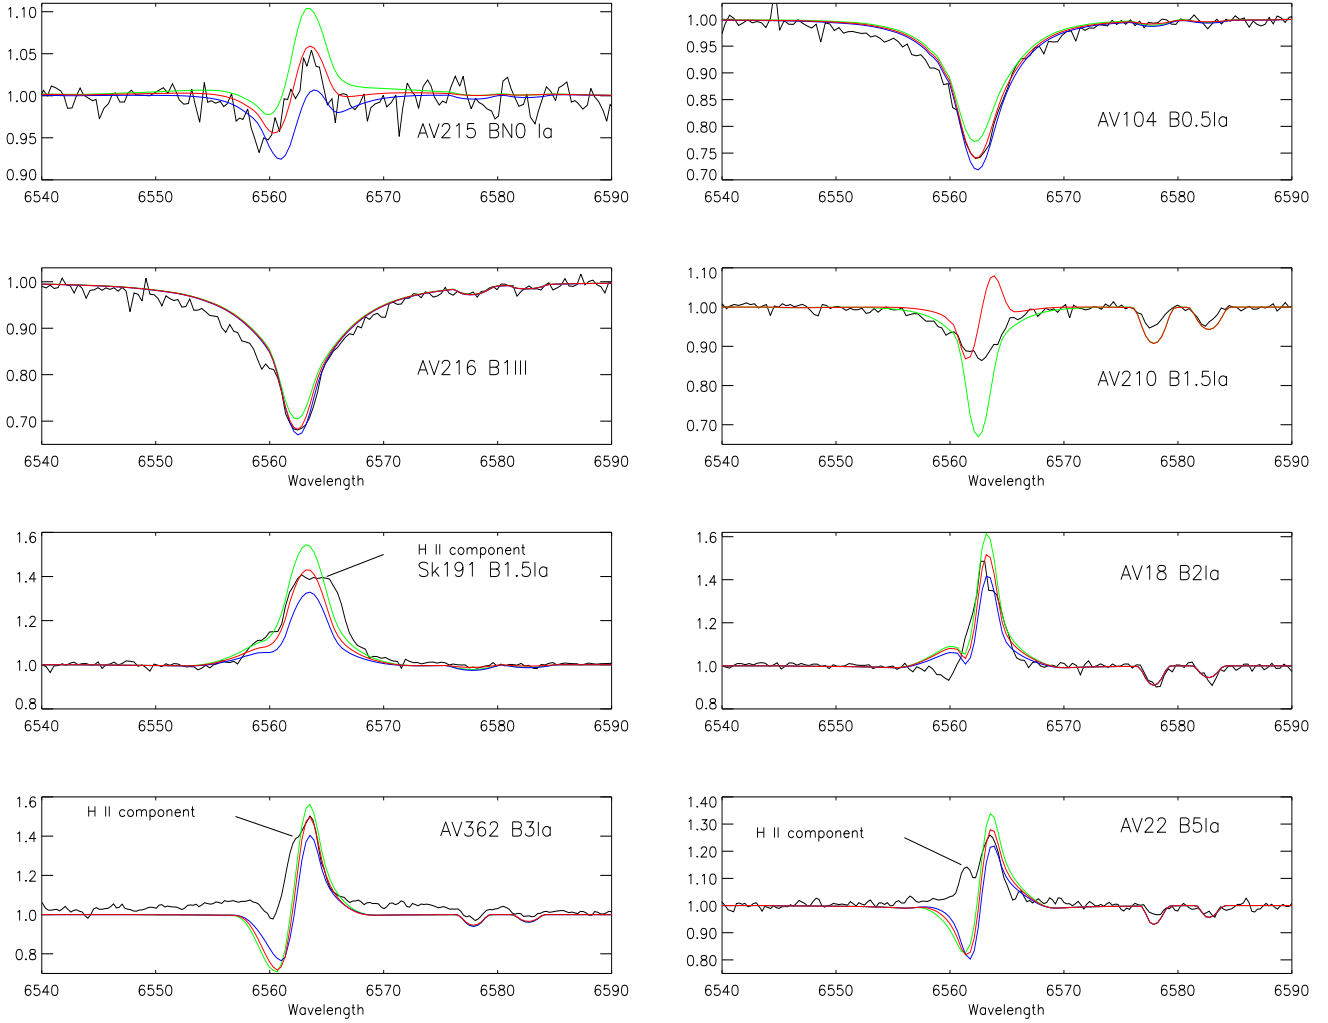 1.10
1.05
1.00
0.95
0.90
AV215 BN0 Ia
6540 6550 6560 6570 6580 6590
1.00
0.95
0.90
0.85
0.80
0.75
0.70
AV104 B0.5Ia
6540 6550 6560 6570 6580 6590
1.00
0.90
0.80
0.70
AV216 B1III
6540 6550 6560 6570 6580 6590
Wavelength
1.10
1.00
0.90
0.80
0.70
AV210 B1.5Ia
6540 6550 6560 6570 6580 6590
Wavelength
1.6
1.4
1.2
1.0
0.8
H II component
Sk191 B1.5Ia
6540 6550 6560 6570 6580 6590
1.6
1.4
1.2
1.0
0.8
AV18 B2Ia
6540 6550 6560 6570 6580 6590
1.6
1.4
1.2
1.0
0.8
H II component
AV362 B3Ia
6540 6550 6560 6570 6580 6590
Wavelength
1.40
1.30
1.20
1.10
1.00
0.90
0.80
H II component
AV22 B5Ia
6540 6550 6560 6570 6580 6590
Wavelength